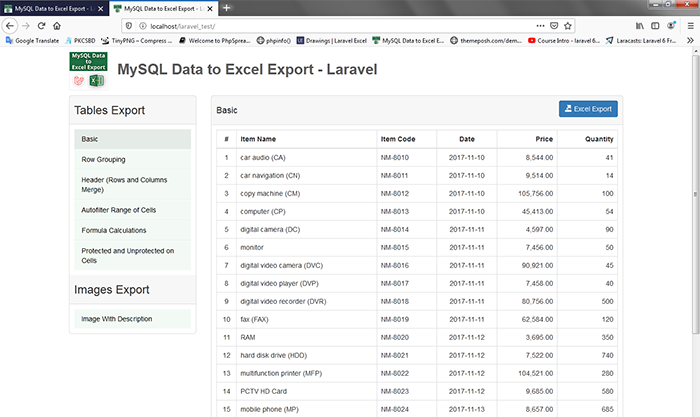 MySQL Data to Excel Export - L
MySQL Data to Excel Export - Lar
localhost/laravel_test/
Google Translate
PKCSBD
TinyPNG – Compress ...
Welcome to PhpSprea...
phpinfo()
Drawings | Laravel Excel
MySQL Data to Excel E...
themeposh.com/dem...
Course Intro - laravel 6...
Laracasts: Laravel 6 Fr...
MySQL Data
to
Excel Export
MySQL Data to Excel Export - Laravel
Tables Export
Basic
Row Grouping
Header (Rows and Columns
Merge)
Autofilter Range of Cells
Formula Calculations
Protected and Unprotected on
Cells
Images Export
Image With Description
Basic
Excel Export
# Item Name Item Code Date Price Quantity
1 car audio (CA) NM-8010 2017-11-10 8,544.00 41
2 car navigation (CN) NM-8011 2017-11-10 9,514.00 14
3 copy machine (CM) NM-8012 2017-11-10 105,756.00 100
4 computer (CP) NM-8013 2017-11-10 45,413.00 54
5 digital camera (DC) NM-8014 2017-11-11 4,597.00 90
6 monitor NM-8015 2017-11-11 7,456.00 50
7 digital video camera (DVC) NM-8016 2017-11-11 90,921.00 45
8 digital video player (DVP) NM-8017 2017-11-11 7,458.00 40
9 digital video recorder (DVR) NM-8018 2017-11-11 80,756.00 500
10 fax (FAX) NM-8019 2017-11-11 62,584.00 120
11 RAM NM-8020 2017-11-12 3,695.00 350
12 hard disk drive (HDD) NM-8021 2017-11-12 7,522.00 740
13 multifunction printer (MFP) NM-8022 2017-11-12 104,521.00 280
14 PCTV HD Card NM-8023 2017-11-12 9,685.00 580
15 mobile phone (MP) NM-8024 2017-11-13 8,657.00 685